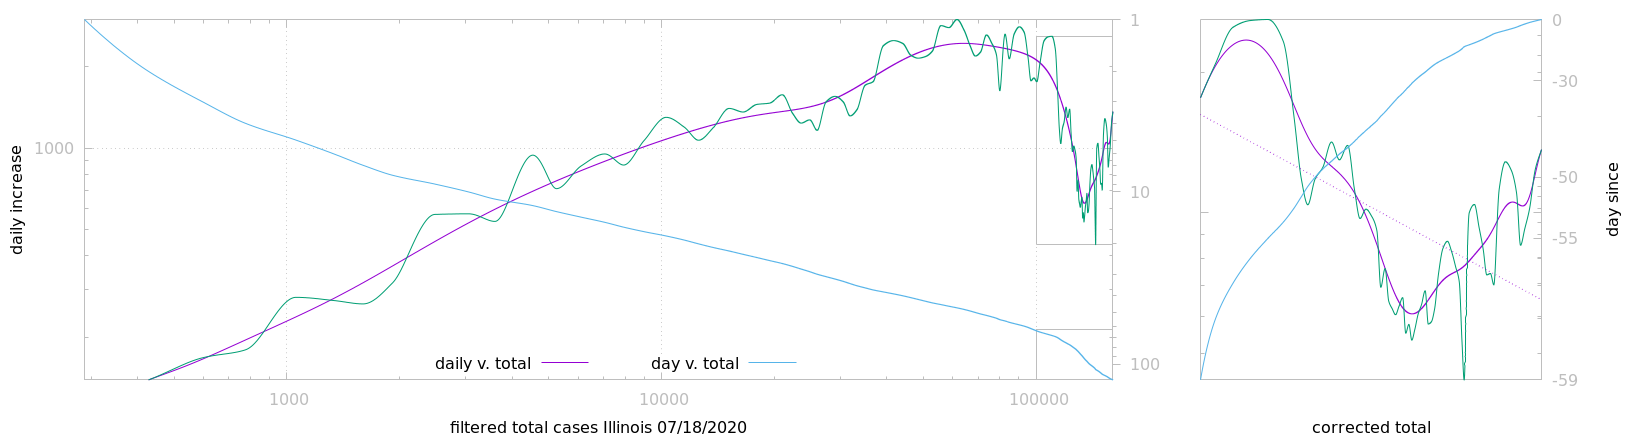 1
0
-30
1000
daily increase
10
-50
-55
day since
daily v. total
day v. total
100
-59
1000
10000
100000
filtered total cases Illinois 07/18/2020
corrected total